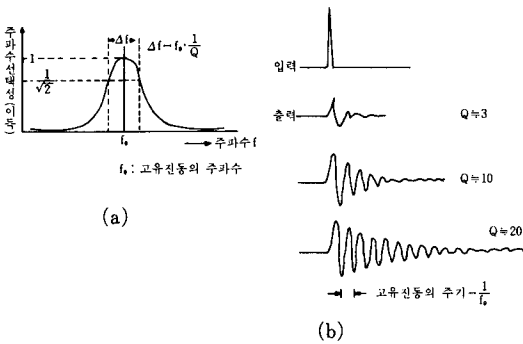 주파수선택성(이득)
1
1/√2
Δf
Δf=f₀·1/Q
f₀
주파수 f
f₀ : 고유진동의 주파수
(a)
입력
출력
Q≒3
Q≒10
Q≒20
고유진동의 주기=1/f₀
(b)